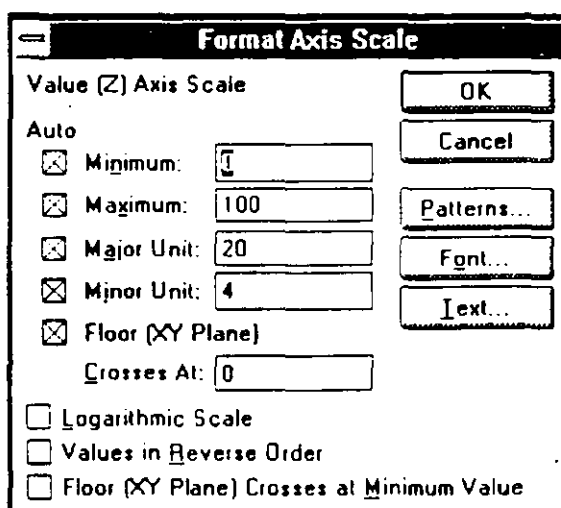 Format Axis Scale
Value (Z) Axis Scale
OK
Auto
Cancel
Minimum:
Maximum: 100
Patterns...
Major Unit: 20
Font...
Minor Unit: 4
Text...
Floor (XY Plane)
Crosses At: 0
Logarithmic Scale
Values in Reverse Order
Floor (XY Plane) Crosses at Minimum Value